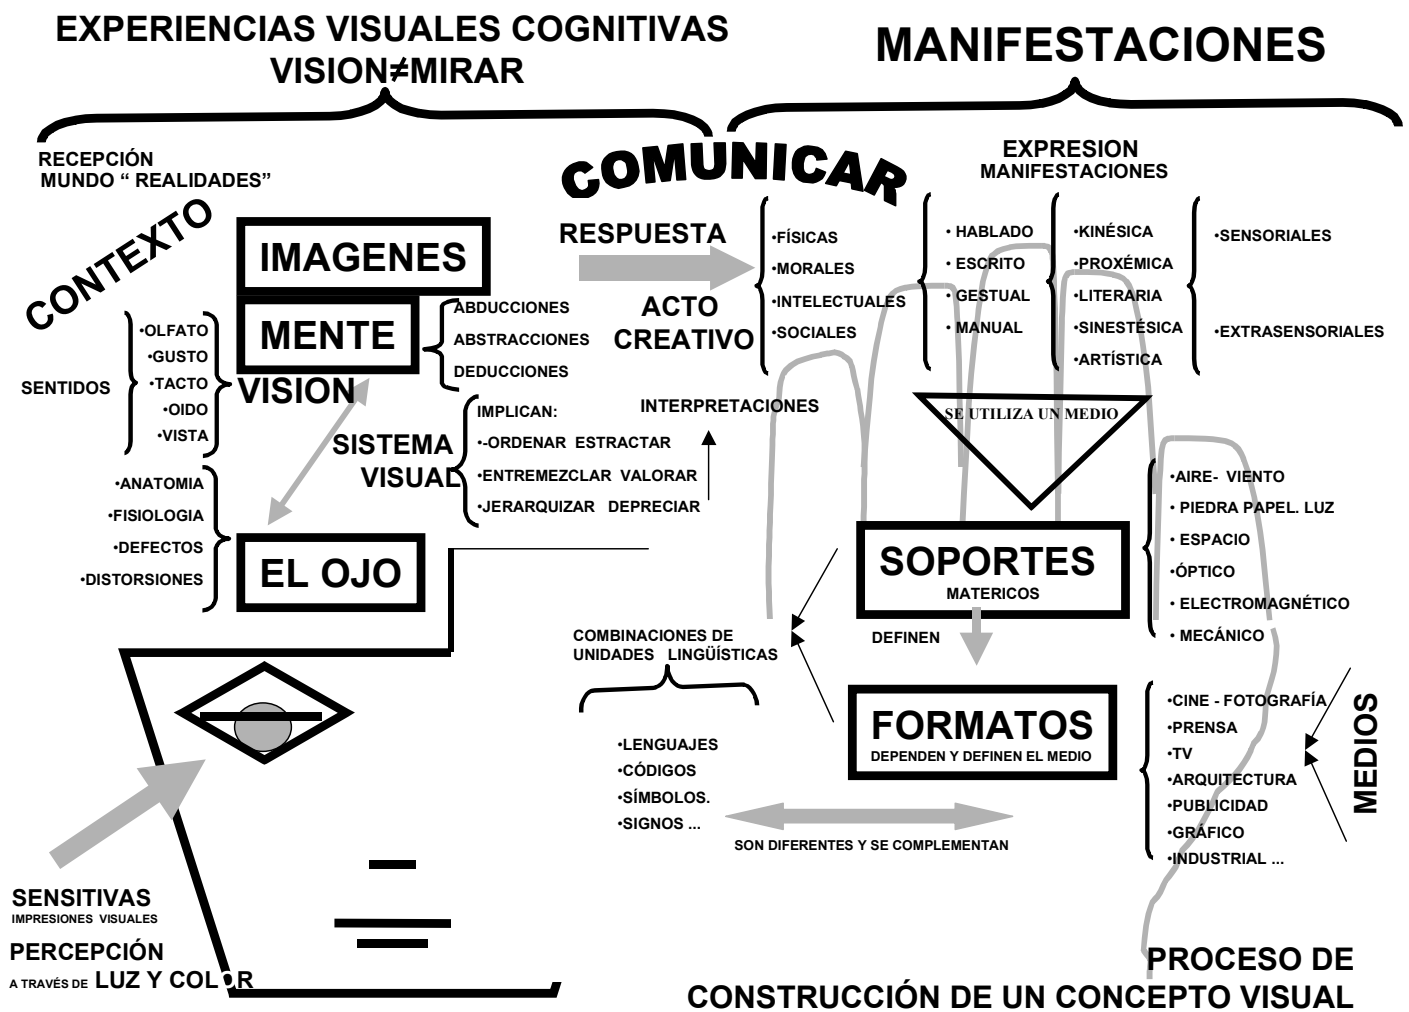 EXPERIENCIAS VISUALES COGNITIVAS
VISION≠MIRAR
MANIFESTACIONES
RECEPCIÓN
MUNDO “ REALIDADES”
CONTEXTO
COMUNICAR
EXPRESION
MANIFESTACIONES
IMAGENES
MENTE
VISION
ABDUCCIONES
ABSTRACCIONES
DEDUCCIONES
SENTIDOS
•OLFATO
•GUSTO
•TACTO
•OIDO
•VISTA
•ANATOMIA
•FISIOLOGIA
•DEFECTOS
•DISTORSIONES
EL OJO
SISTEMA
VISUAL
IMPLICAN:
•-ORDENAR ESTRACTAR
•ENTREMEZCLAR VALORAR
•JERARQUIZAR DEPRECIAR
INTERPRETACIONES
RESPUESTA
ACTO
CREATIVO
•FÍSICAS
•MORALES
•INTELECTUALES
•SOCIALES
• HABLADO
• ESCRITO
• GESTUAL
• MANUAL
•KINÉSICA
•PROXÉMICA
•LITERARIA
•SINESTÉSICA
•ARTÍSTICA
•SENSORIALES
•EXTRASENSORIALES
SE UTILIZA UN MEDIO
SOPORTES
MATERICOS
•AIRE- VIENTO
• PIEDRA PAPEL. LUZ
• ESPACIO
•ÓPTICO
• ELECTROMAGNÉTICO
• MECÁNICO
DEFINEN
COMBINACIONES DE
UNIDADES LINGÜÍSTICAS
•LENGUAJES
•CÓDIGOS
•SÍMBOLOS.
•SIGNOS ...
FORMATOS
DEPENDEN Y DEFINEN EL MEDIO
SON DIFERENTES Y SE COMPLEMENTAN
•CINE - FOTOGRAFÍA
•PRENSA
•TV
•ARQUITECTURA
•PUBLICIDAD
•GRÁFICO
•INDUSTRIAL ...
MEDIOS
SENSITIVAS
IMPRESIONES VISUALES
PERCEPCIÓN
A TRAVÉS DE LUZ Y COLOR
PROCESO DE
CONSTRUCCIÓN DE UN CONCEPTO VISUAL